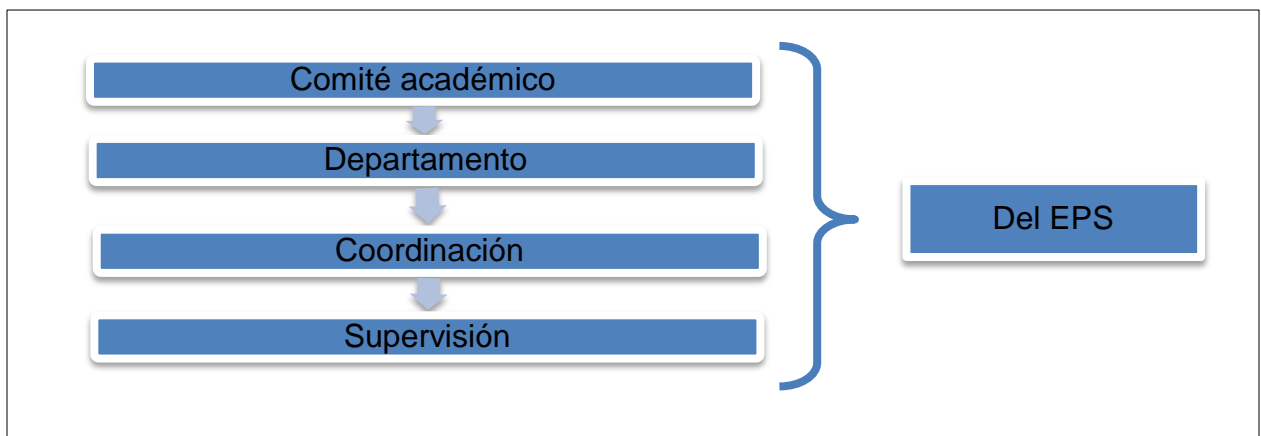 Comité académico
Departamento
Coordinación
Supervisión
Del EPS